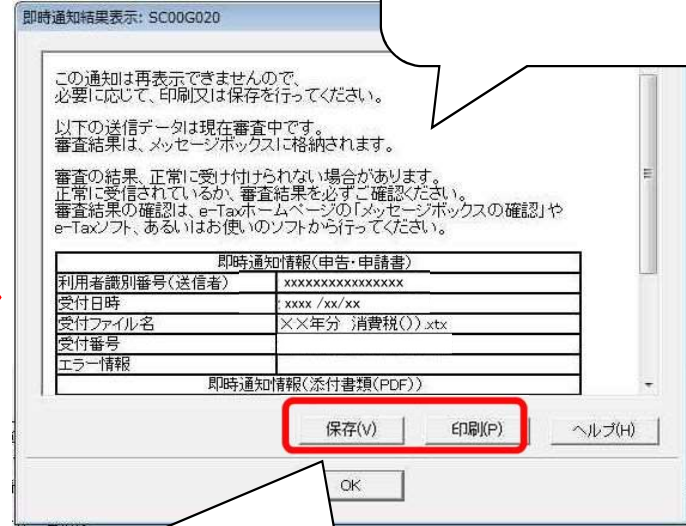 即時通知結果表示: SC00G020
この通知は再表示できませんので、
必要に応じて、印刷又は保存を行ってください。
以下の送信データは現在審査中です。
審査結果は、メッセージボックスに格納されます。
審査の結果、正常に受け付けられない場合があります。
正常に受信されているか、審査結果を必ずご確認ください。
審査結果の確認は、e-Taxホームページの「メッセージボックスの確認」や
e-Taxソフト、あるいはお使いのソフトから行ってください。
即時通知情報(申告・申請書)
利用者識別番号(送信者) xxxxxxxxxxxxxxxx
受付日時 : xxxx /xx/xx
受付ファイル名 ××年分 消費税()).xtx
受付番号
エラー情報
即時通知情報(添付書類(PDF))
保存(V) 印刷(P) ヘルプ(H)
OK